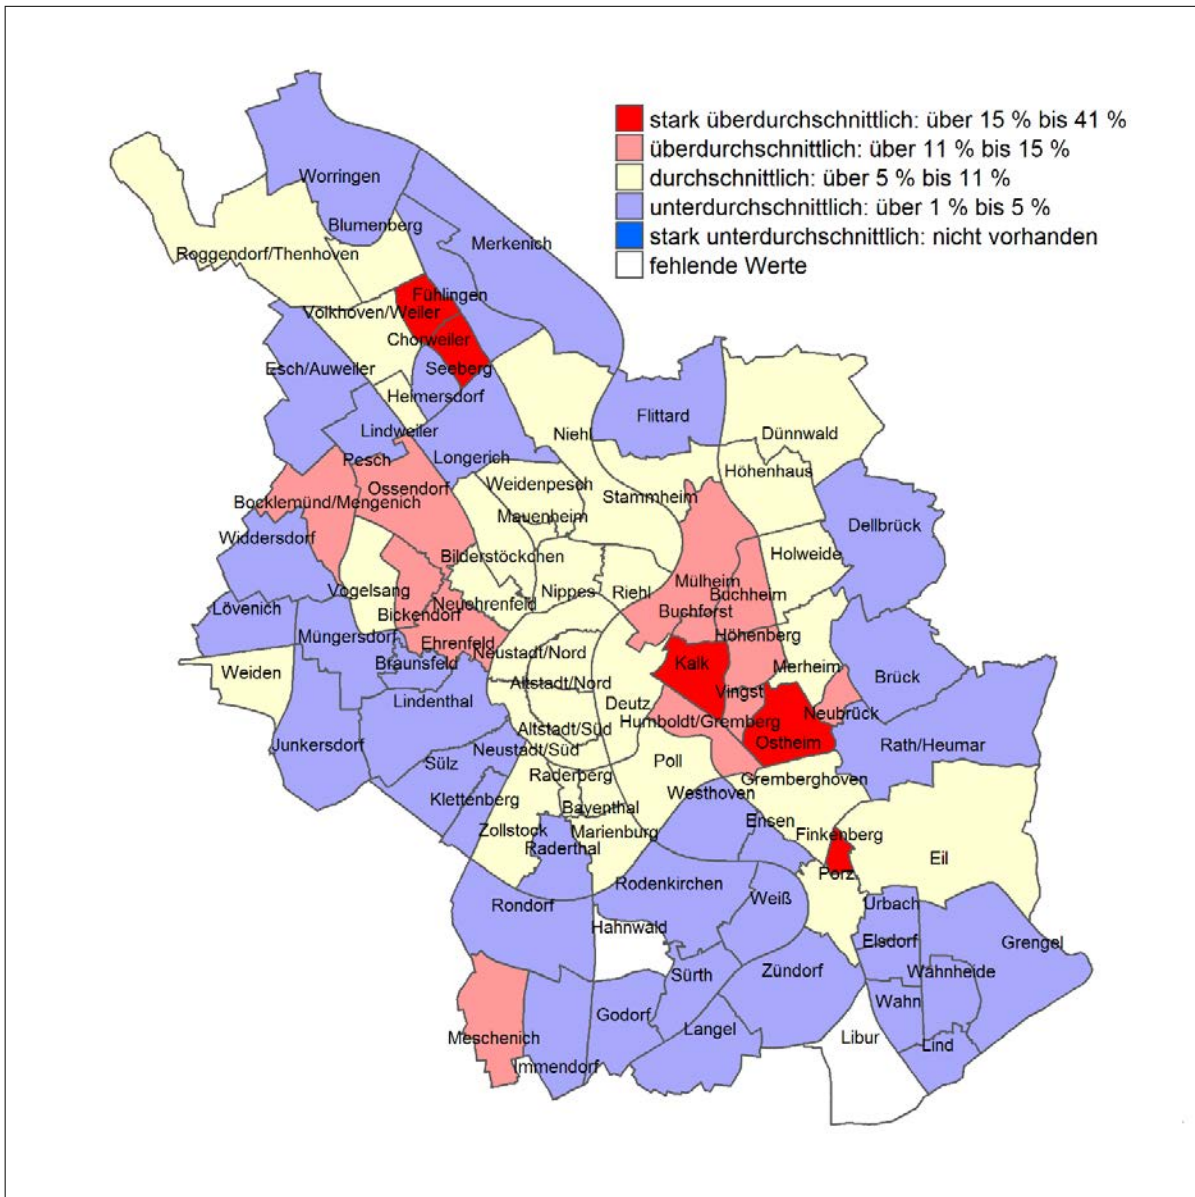 stark überdurchschnittlich: über 15 % bis 41 %
überdurchschnittlich: über 11 % bis 15 %
durchschnittlich: über 5 % bis 11 %
unterdurchschnittlich: über 1 % bis 5 %
stark unterdurchschnittlich: nicht vorhanden
fehlende Werte
Worringen
Blumenberg
Merkenich
Roggendorf/Thenhoven
Fühlingen
Volkhoven/Weiler
Chorweiler
Esch/Auweiler
Seeberg
Heimersdorf
Flittard
Lindweiler
Niehl
Dünnwald
Pesch
Longerich
Höhenhaus
Ossendorf
Weidenpesch
Stammheim
Bocklemünd/Mengenich
Mauenheim
Dellbrück
Widdersdorf
Bilderstöckchen
Holweide
Vogelsang
Nippes
Riehl
Mülheim
Buchheim
Neuehrenfeld
Lövenich
Bickendorf
Buchforst
Müngersdorf
Ehrenfeld
Höhenberg
Neustadt/Nord
Braunsfeld
Kalk
Merheim
Weiden
Brück
Altstadt/Nord
Vingst
Lindenthal
Deutz
Neubrück
Humboldt/Gremberg
Altstadt/Süd
Junkersdorf
Neustadt/Süd
Ostheim
Rath/Heumar
Sülz
Poll
Raderberg
Gremberghoven
Klettenberg
Westhoven
Bayenthal
Zollstock
Marienburg
Ensen
Finkenberg
Raderthal
Eil
Porz
Rodenkirchen
Rondorf
Weiß
Urbach
Hahnwald
Elsdorf
Grengel
Sürth
Zündorf
Wahnheide
Wahn
Godorf
Langel
Meschenich
Libur
Lind
Immendorf